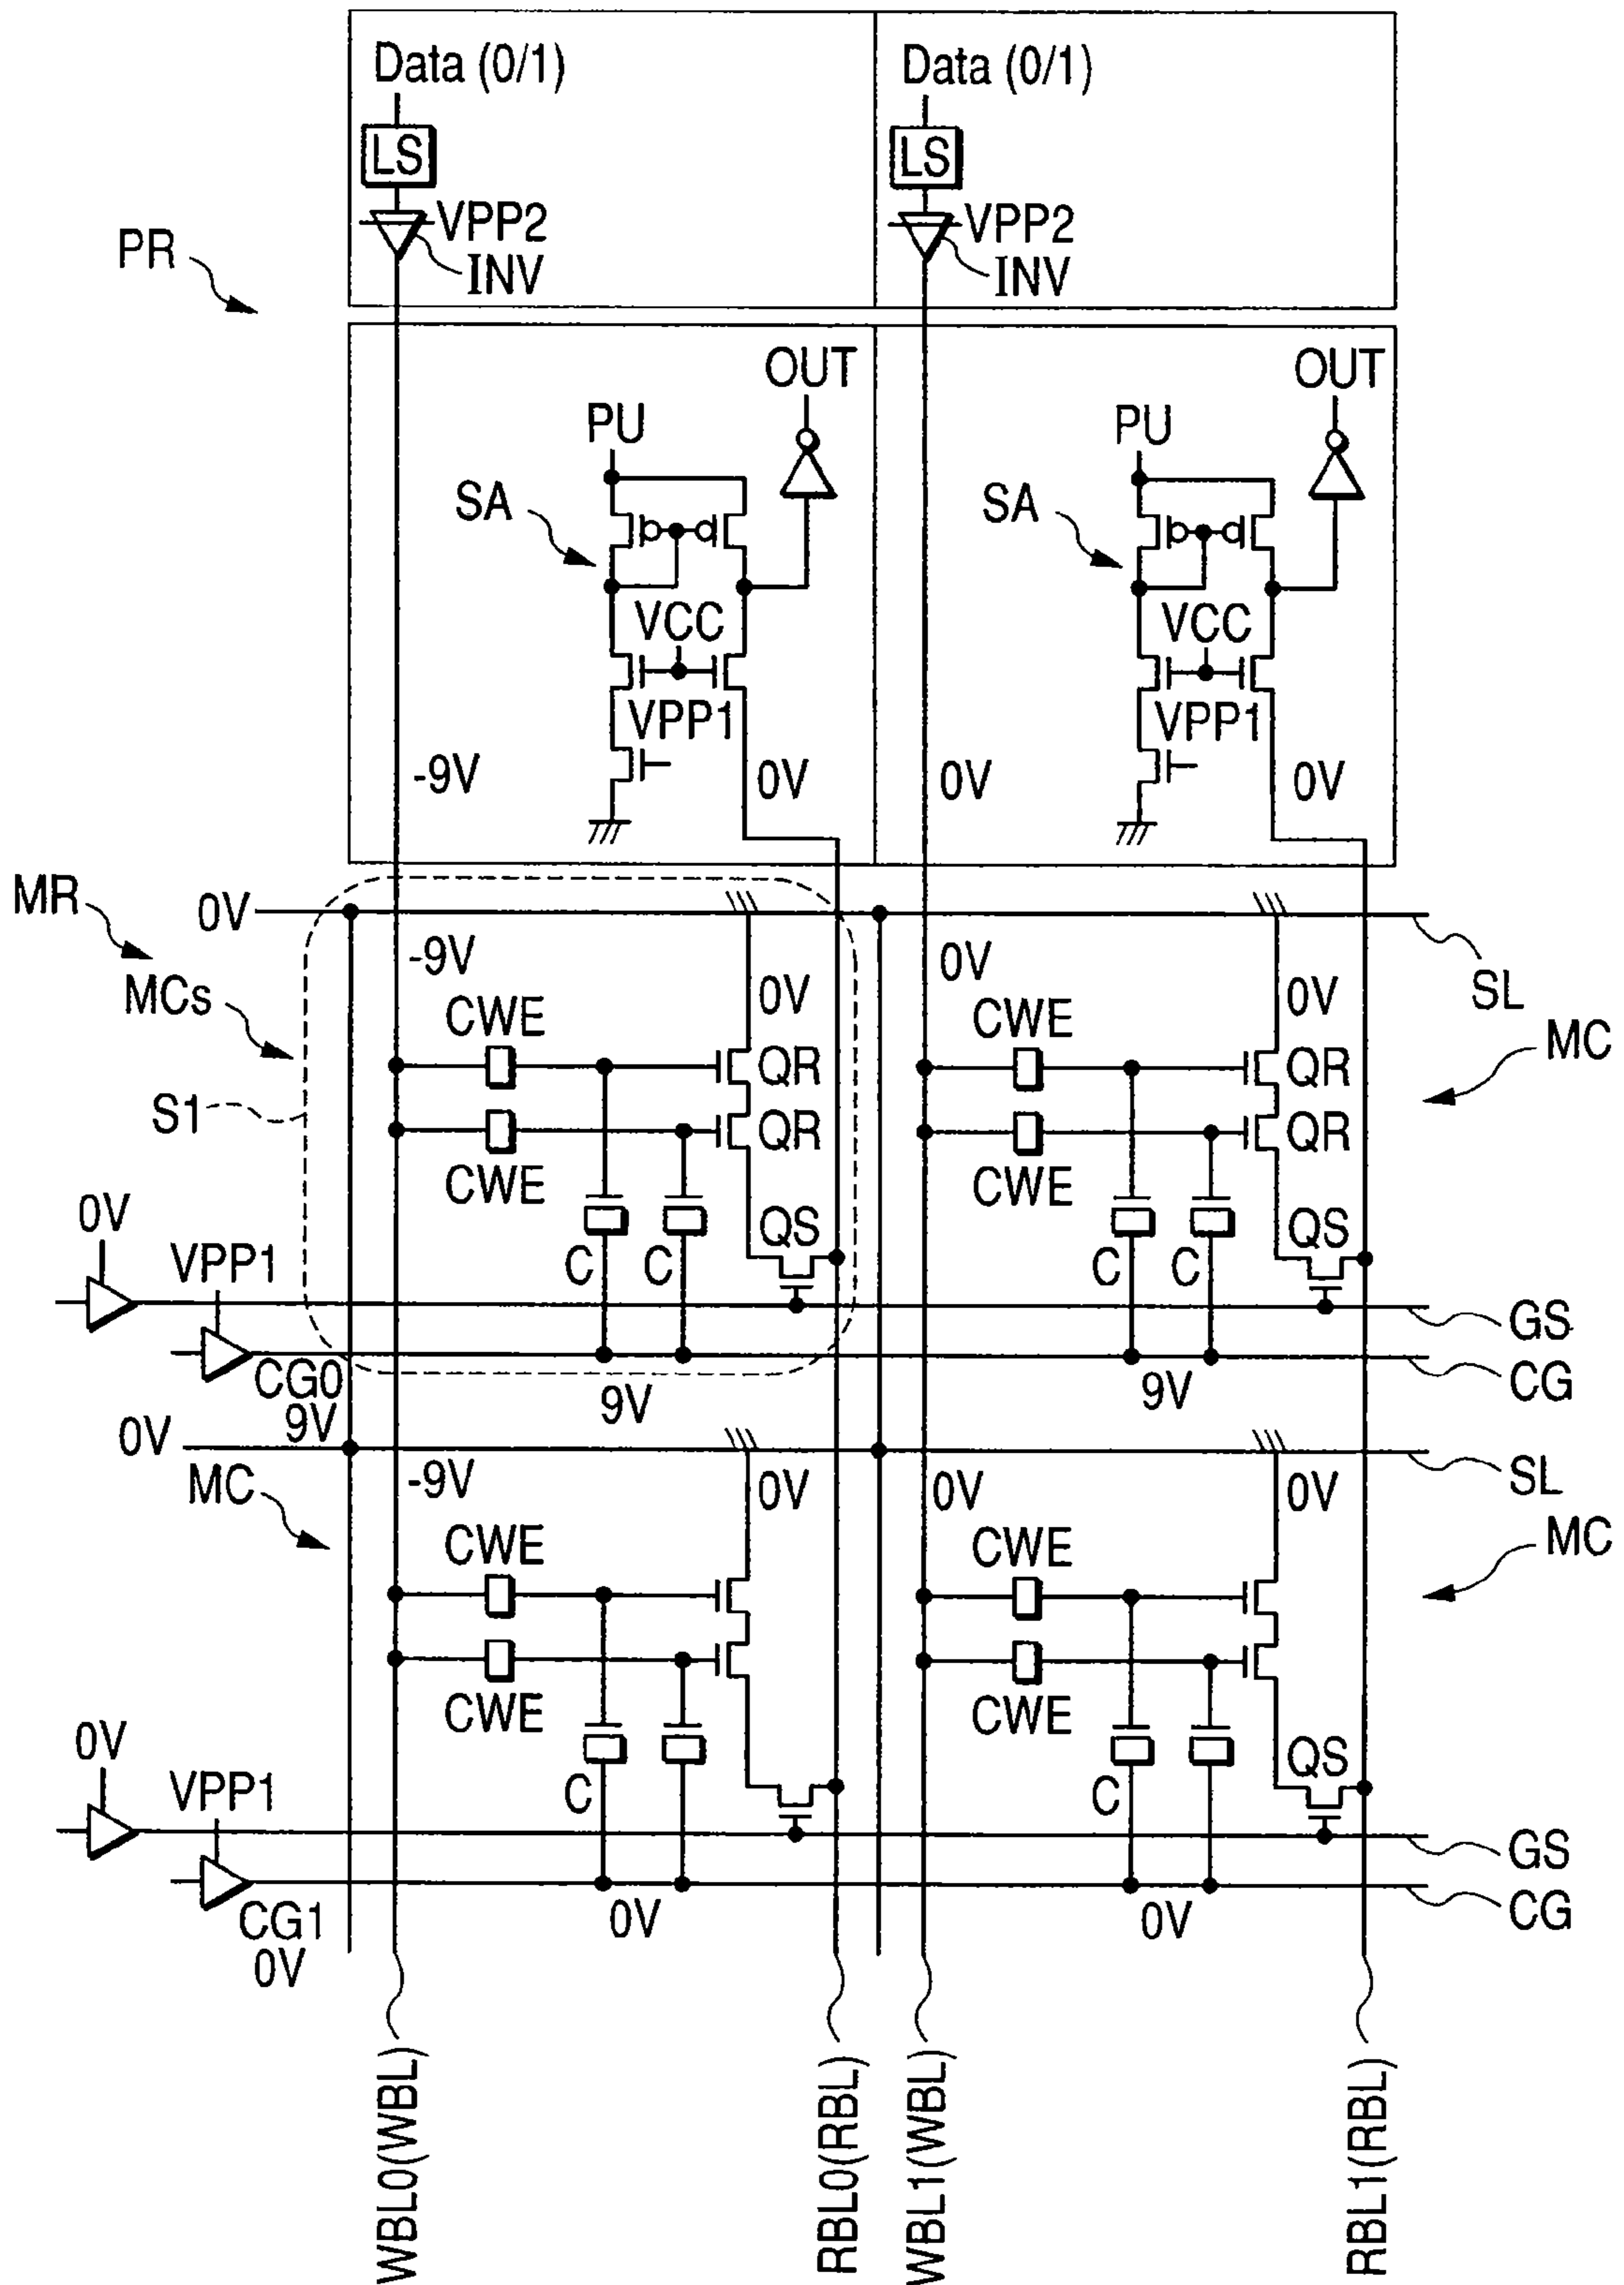 Data (0/1) Data (0/1)
LS LS
VPP2 VPP2
INV INV
PR
OUT OUT
PU PU
SA SA
VCC VCC
VPP1 VPP1
-9V 0V 0V 0V
MR 0V
-9V 0V
MCs 0V 0V SL
CWE CWE MC
QR QR
S1 QR QR
CWE CWE
0V QS QS
VPP1 C C C C
GS
CG0 CG
9V 9V 9V
0V
MC -9V 0V 0V 0V SL
CWE CWE MC
CWE CWE
0V QS
VPP1 C C
GS
CG1 0V 0V CG
0V
WBL0(WBL)
RBL0(RBL)
WBL1(WBL)
RBL1(RBL)